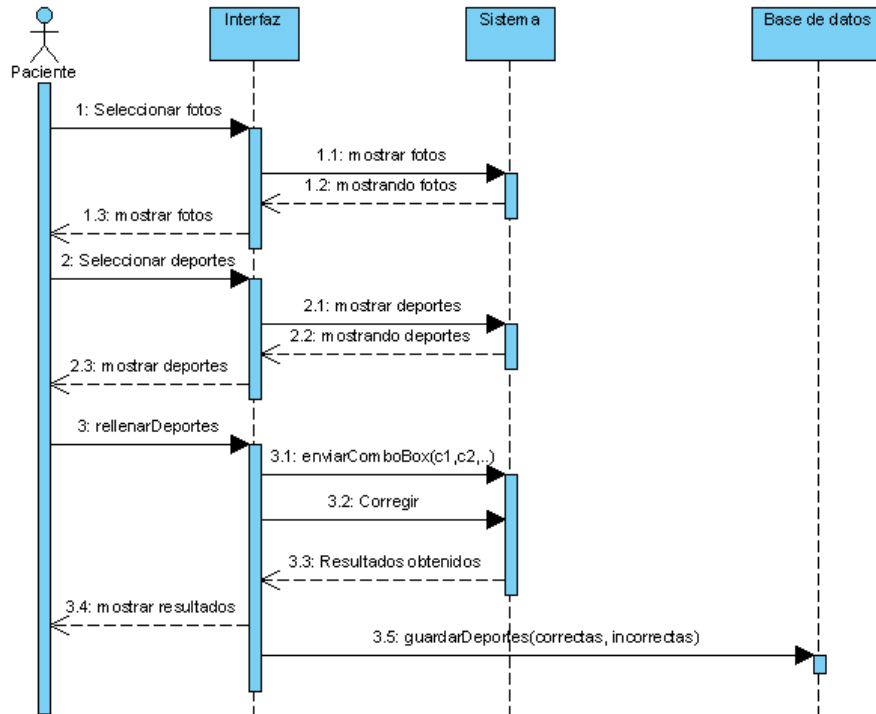 Interfaz
Sistema
Base de datos
Paciente
1: Seleccionar fotos
1.1: mostrar fotos
1.2: mostrando fotos
1.3: mostrar fotos
2: Seleccionar deportes
2.1: mostrar deportes
2.2: mostrando deportes
2.3: mostrar deportes
3: rellenarDeportes
3.1: enviarComboBox(c1,c2,..)
3.2: Corregir
3.3: Resultados obtenidos
3.4: mostrar resultados
3.5: guardarDeportes(correctas, incorrectas)